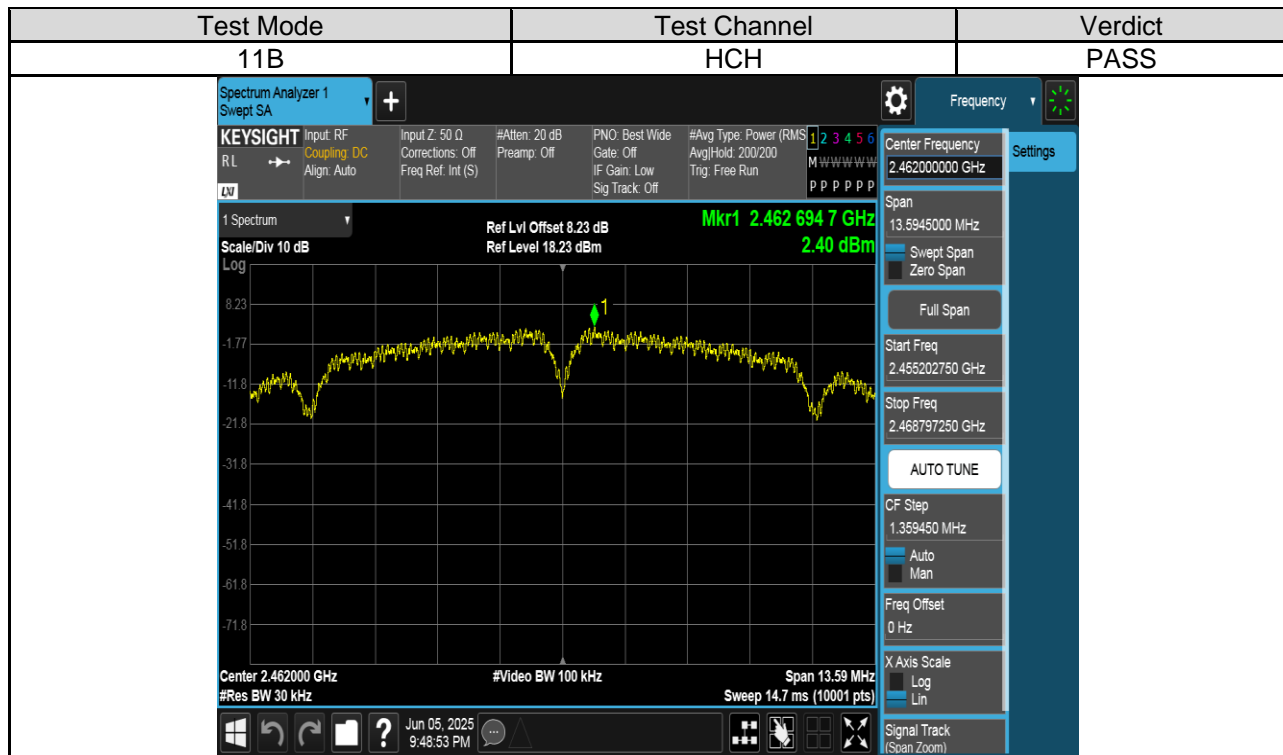 Test Mode Test Channel Verdict
11B HCH PASS
Spectrum Analyzer 1
Swept SA
+
Frequency
KEYSIGHT Input: RF Input Z: 50 Ω #Atten: 20 dB PNO: Best Wide #Avg Type: Power (RMS 1 2 3 4 5 6
RL Coupling: DC Corrections: Off Preamp: Off Gate: Off Avg|Hold: 200/200 M W W W W W
Align: Auto Freq Ref: Int (S) IF Gain: Low Trig: Free Run
LXI Sig Track: Off P P P P P P
Center Frequency
2.462000000 GHz
Settings
1 Spectrum
Ref Lvl Offset 8.23 dB
Mkr1 2.462 694 7 GHz
Scale/Div 10 dB Ref Level 18.23 dBm 2.40 dBm
Log
8.23
-1.77
-11.8
-21.8
-31.8
-41.8
-51.8
-61.8
-71.8
1
Span
13.5945000 MHz
Swept Span
Zero Span
Full Span
Start Freq
2.455202750 GHz
Stop Freq
2.468797250 GHz
AUTO TUNE
CF Step
1.359450 MHz
Auto
Man
Freq Offset
0 Hz
X Axis Scale
Log
Lin
Signal Track
(Span Zoom)
Center 2.462000 GHz #Video BW 100 kHz Span 13.59 MHz
#Res BW 30 kHz Sweep 14.7 ms (10001 pts)
? Jun 05, 2025
9:48:53 PM